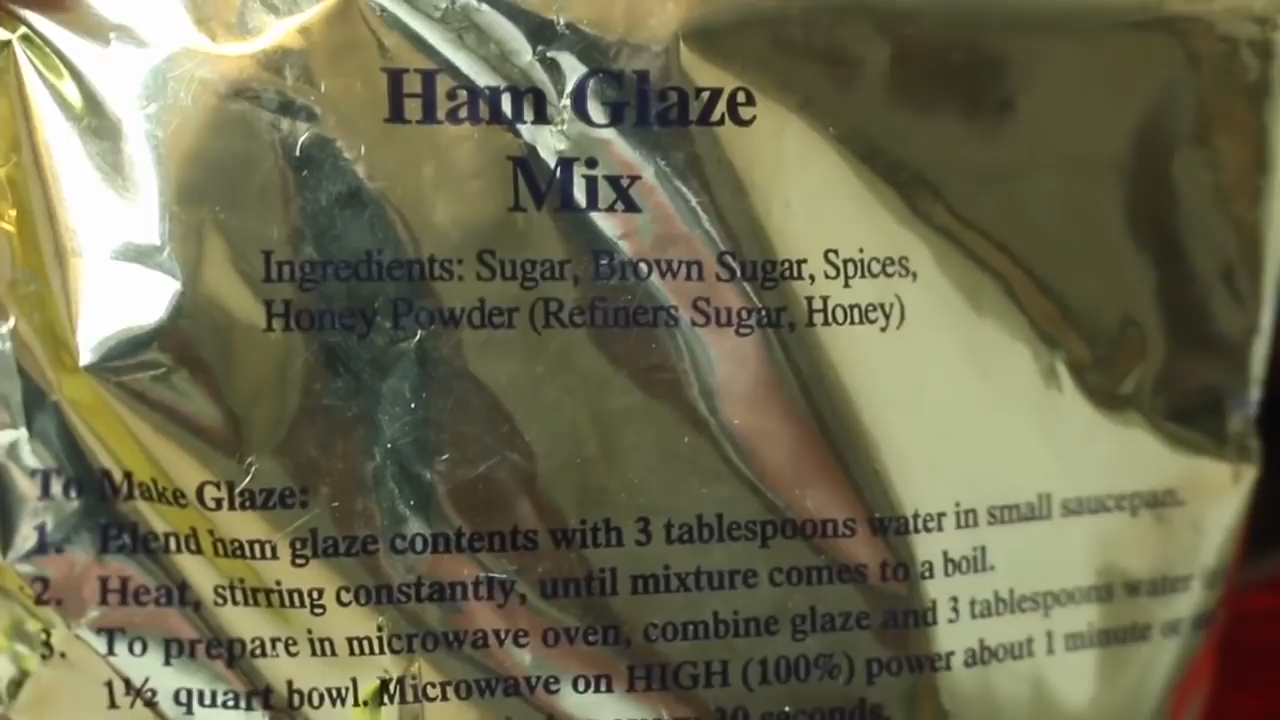 Ham Glaze
Mix
Ingredients: Sugar, Brown Sugar, Spices,
Honey Powder (Refiners Sugar, Honey)
To Make Glaze:
1. Blend ham glaze contents with 3 tablespoons water in small saucepan.
2. Heat, stirring constantly, until mixture comes to a boil.
3. To prepare in microwave oven, combine glaze and 3 tablespoons water
1½ quart bowl. Microwave on HIGH (100%) power about 1 minute or
30 seconds.